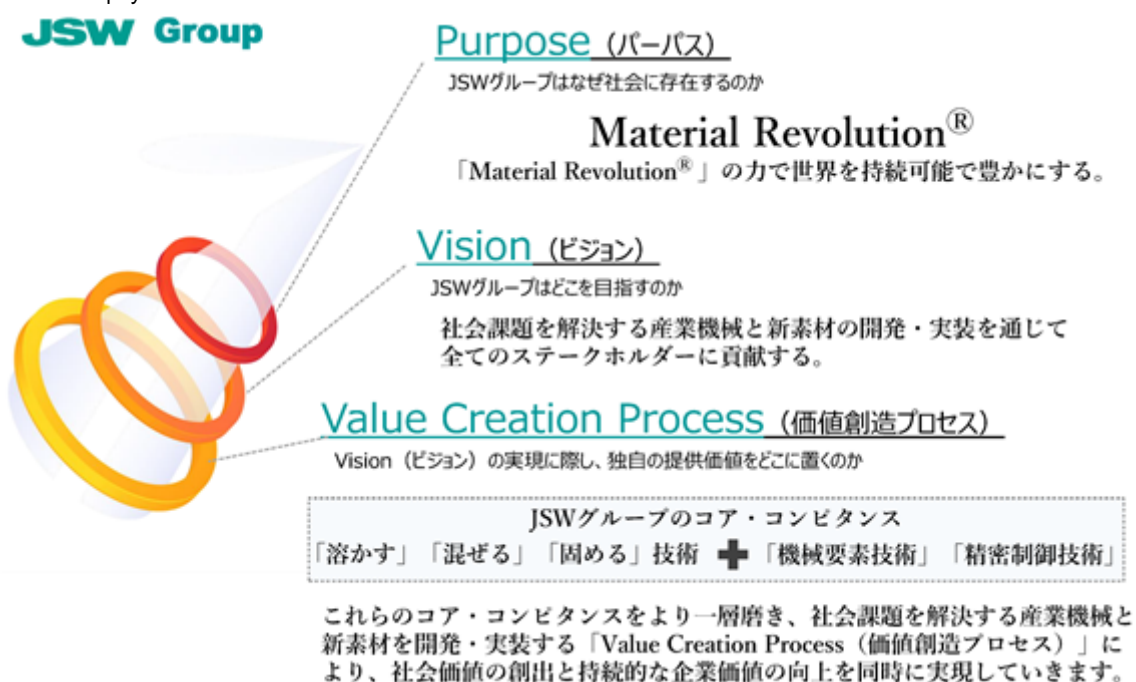 JSW Group
Purpose（パーパス）
JSWグループはなぜ社会に存在するのか
Material Revolution®
「Material Revolution®」の力で世界を持続可能で豊かにする。
Vision（ビジョン）
JSWグループはどこを目指すのか
社会課題を解決する産業機械と新素材の開発・実装を通じて
全てのステークホルダーに貢献する。
Value Creation Process（価値創造プロセス）
Vision（ビジョン）の実現に際し、独自の提供価値をどこに置くのか
JSWグループのコア・コンピタンス
「溶かす」「混ぜる」「固める」技術 ➕ 「機械要素技術」「精密制御技術」
これらのコア・コンピタンスをより一層磨き、社会課題を解決する産業機械と
新素材を開発・実装する「Value Creation Process（価値創造プロセス）」に
より、社会価値の創出と持続的な企業価値の向上を同時に実現していきます。